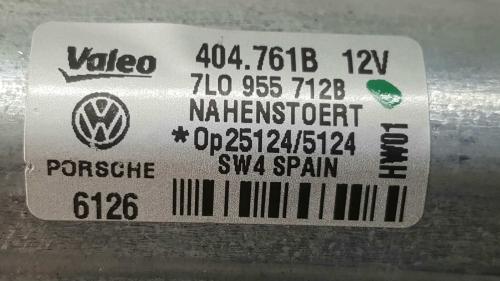 Valeo 404.761B 12V
7L0 955 712B
NAHENSTOERT
*Op25124/5124
PORSCHE SW4 SPAIN
6126
HW01